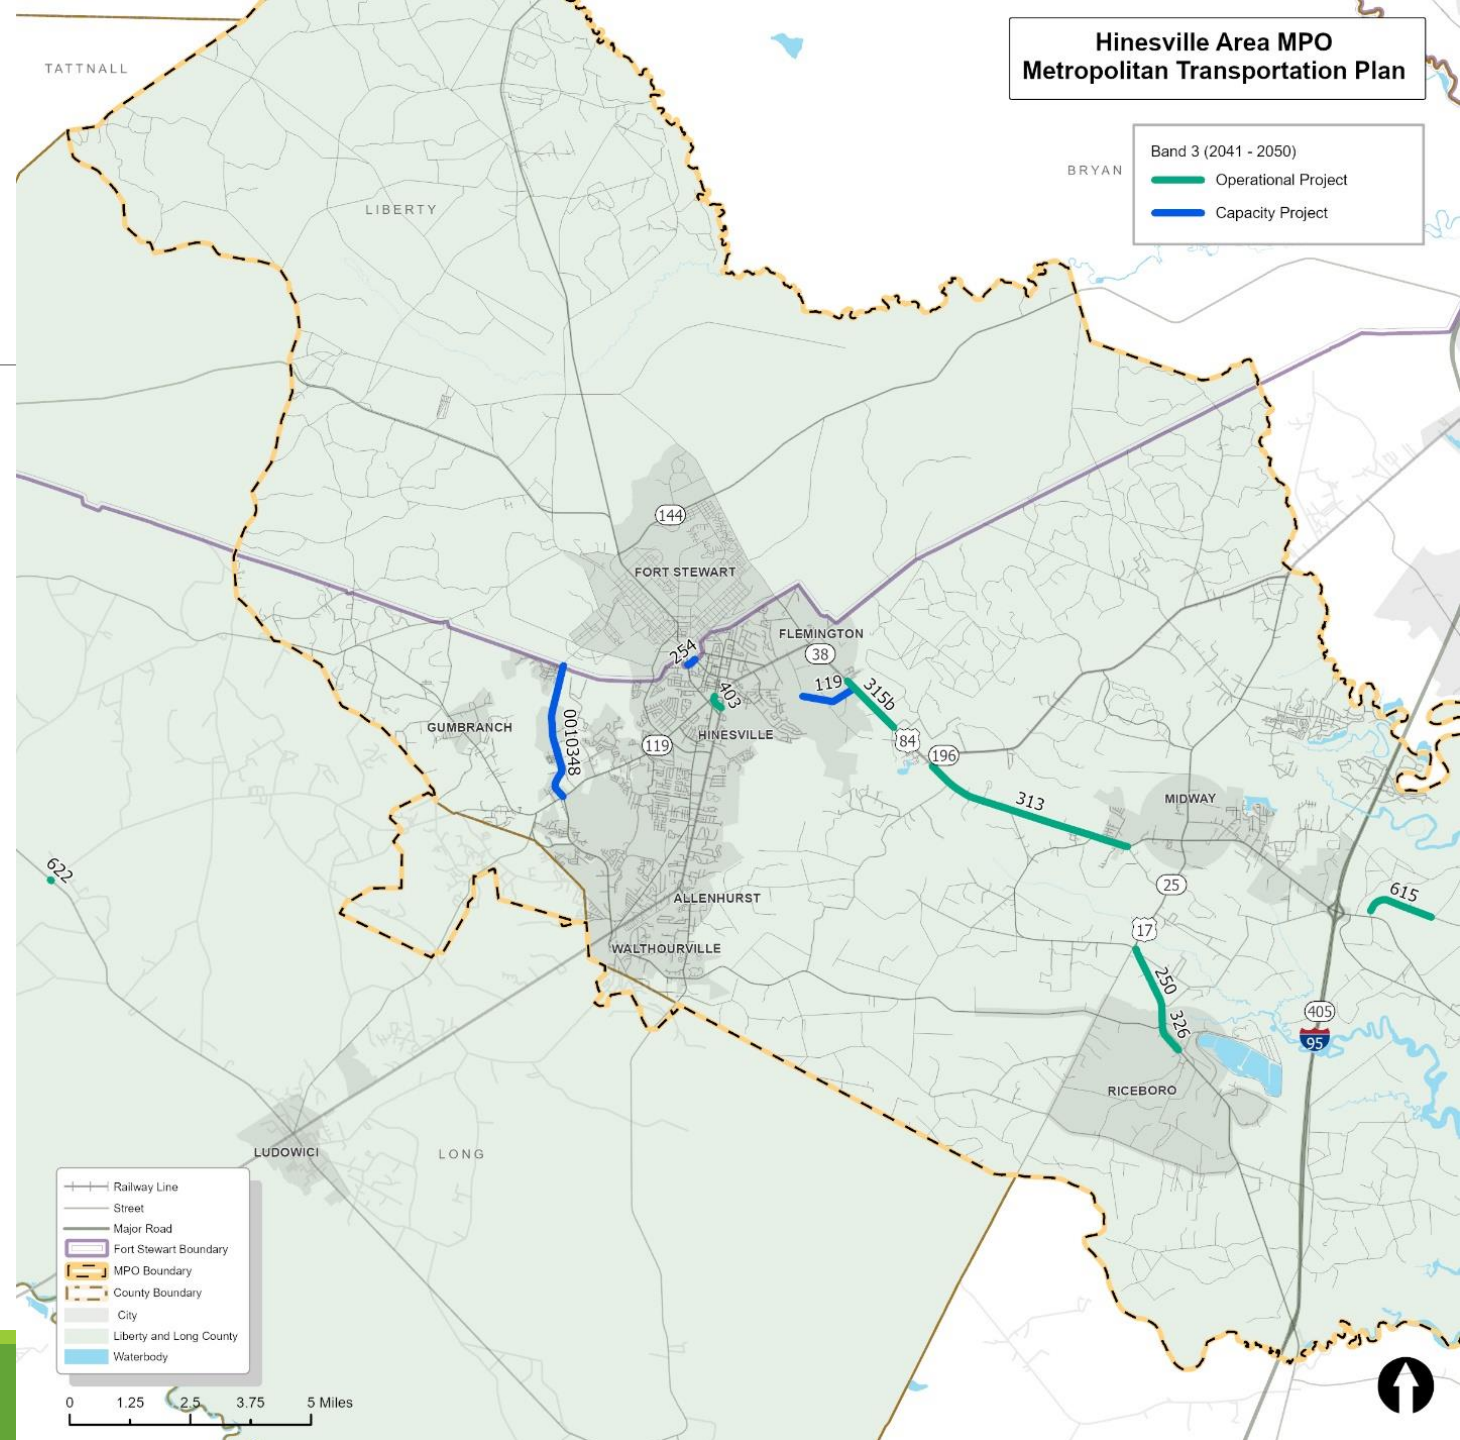 Hinesville Area MPO
Metropolitan Transportation Plan
TATTNALL
BRYAN
Band 3 (2041 - 2050)
Operational Project
Capacity Project
LIBERTY
144
FORT STEWART
FLEMINGTON
38
254
119
315b
403
GUMBRANCH
0010348
HINESVILLE
119
84
196
313
MIDWAY
622
25
615
ALLENHURST
17
WALTHOURVILLE
250
326
405
95
RICEBORO
LUDOWICI
LONG
Railway Line
Street
Major Road
Fort Stewart Boundary
MPO Boundary
County Boundary
City
Liberty and Long County
Waterbody
0 1.25 2.5 3.75 5 Miles